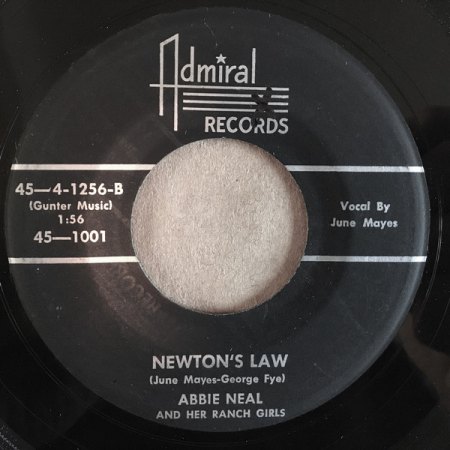 Admiral
RECORDS
45—4-1256-B
(Gunter Music)
1:56
45—1001
Vocal By
June Mayes
NEWTON'S LAW
(June Mayes-George Fye)
ABBIE NEAL
AND HER RANCH GIRLS